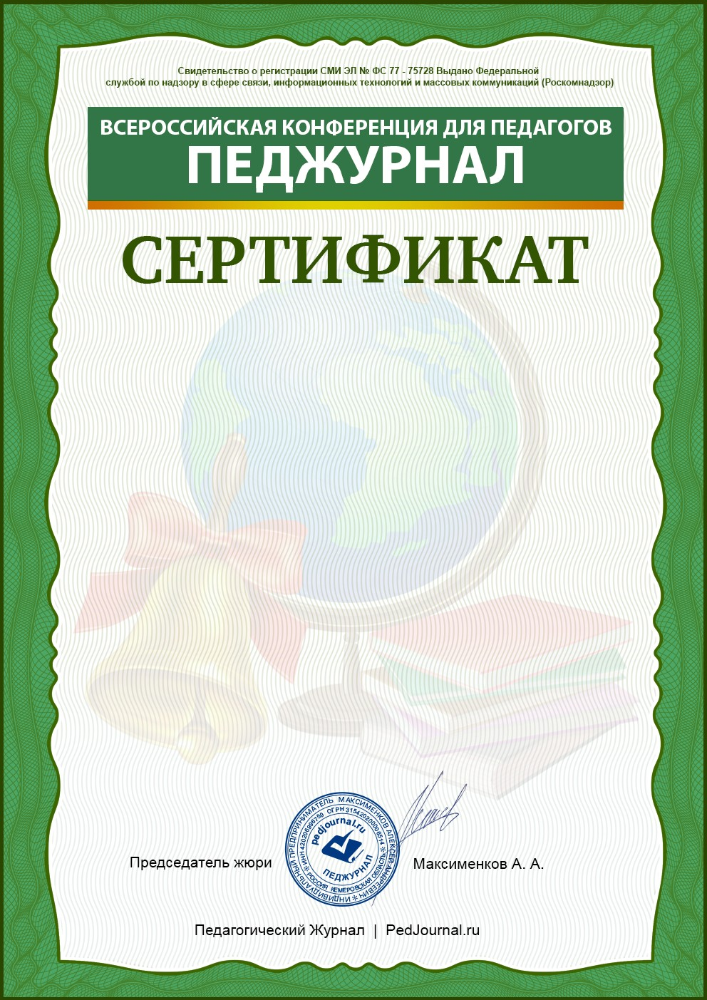 Свидетельство о регистрации СМИ ЭЛ № ФС 77 - 75728 Выдано Федеральной
службой по надзору в сфере связи, информационных технологий и массовых коммуникаций (Роскомнадзор)
ВСЕРОССИЙСКАЯ КОНФЕРЕНЦИЯ ДЛЯ ПЕДАГОГОВ
ПЕДЖУРНАЛ
СЕРТИФИКАТ
Председатель жюри
ИНДИВИДУАЛЬНЫЙ ПРЕДПРИНИМАТЕЛЬ МАКСИМЕНКОВ АЛЕКСЕЙ АНДРЕЕВИЧ
ИНН 420206996759 ОГРН 315420200006514
РОССИЯ КЕМЕРОВСКАЯ ОБЛАСТЬ
pedjournal.ru
ПЕДЖУРНАЛ
Максименков А. А.
Педагогический Журнал | PedJournal.ru